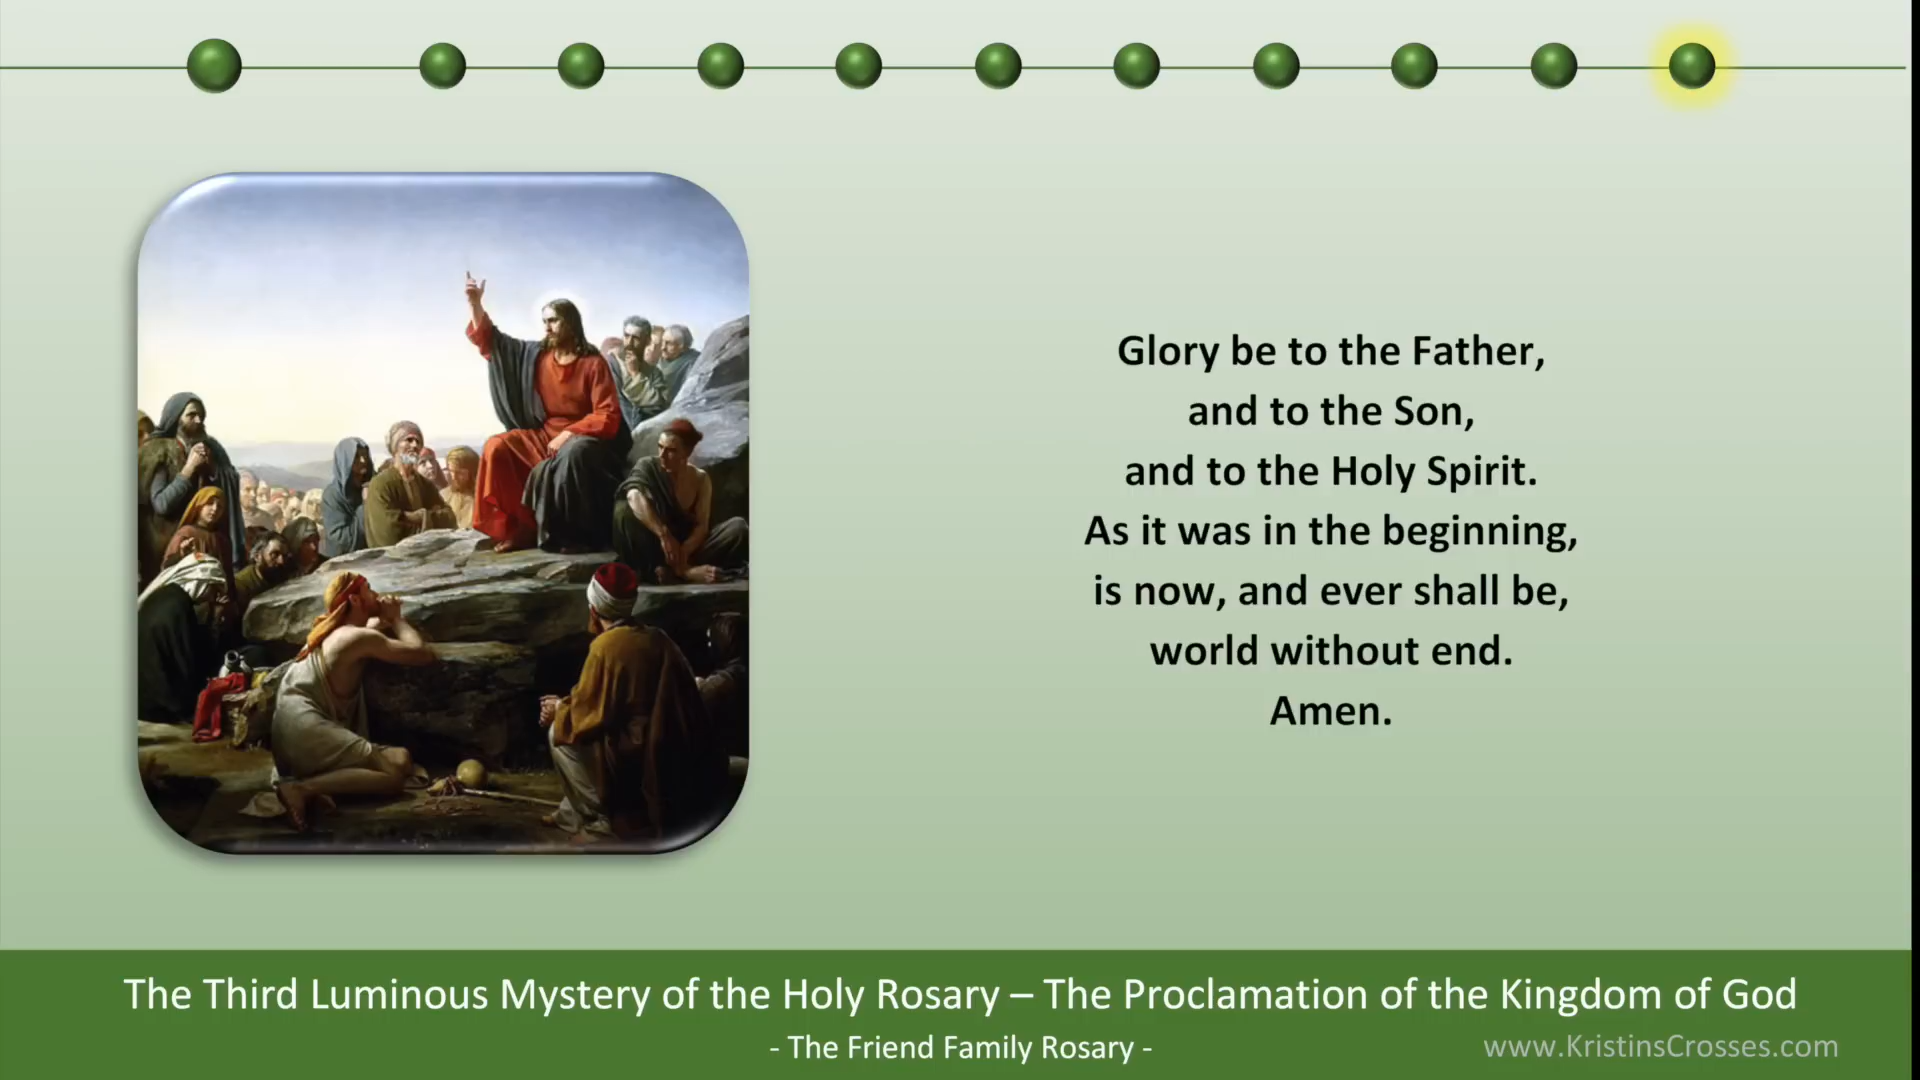 Glory be to the Father,
and to the Son,
and to the Holy Spirit.
As it was in the beginning,
is now, and ever shall be,
world without end.
Amen.
The Third Luminous Mystery of the Holy Rosary – The Proclamation of the Kingdom of God
- The Friend Family Rosary -
www.KristinsCrosses.com